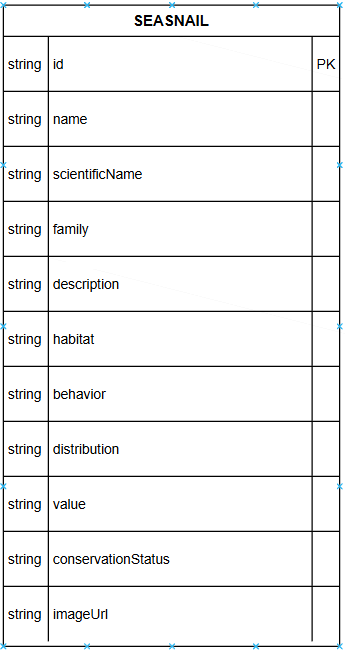 SEASNAIL
string id PK
string name
string scientificName
string family
string description
string habitat
string behavior
string distribution
string value
string conservationStatus
string imageUrl